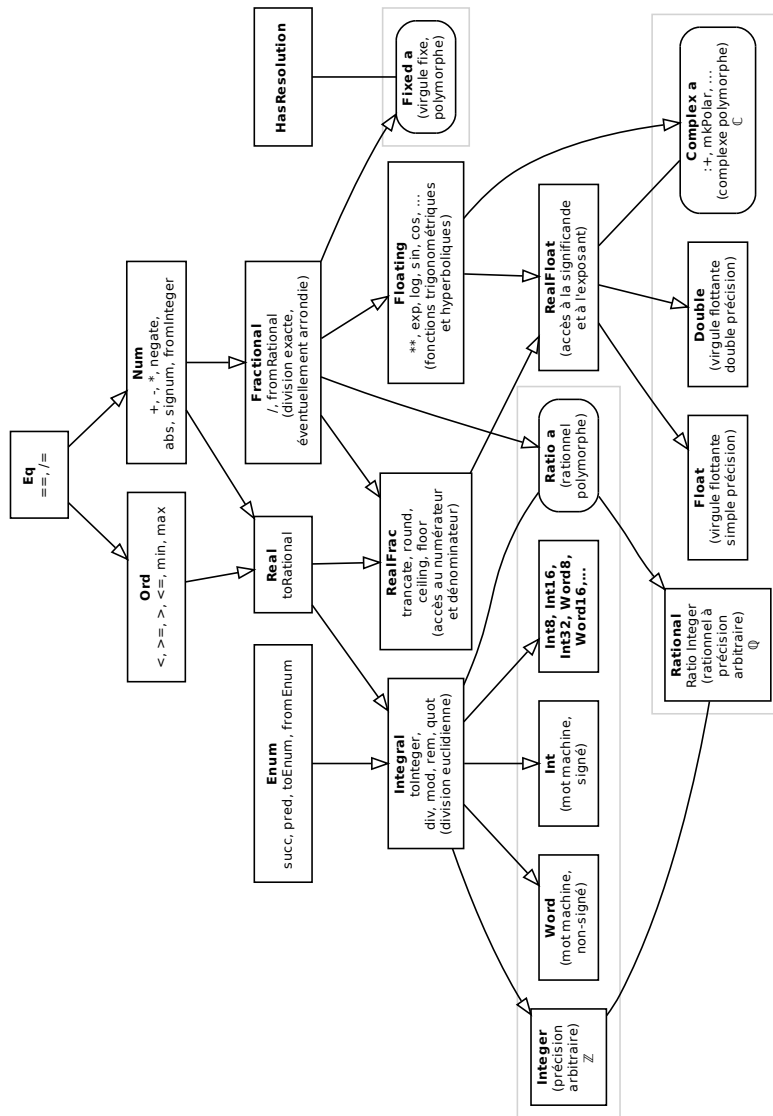 Eq
==, /=
Ord
<, >=, >, <=, min, max
Num
+, -, *, negate,
abs, signum, fromInteger
Enum
succ, pred, toEnum, fromEnum
Real
toRational
Fractional
/, fromRational
(division exacte,
éventuellement arrondie)
HasResolution
Integral
toInteger,
div, mod, rem, quot
(division euclidienne)
RealFrac
trancate, round,
ceiling, floor
(accès au numérateur
et dénominateur)
Floating
**, exp, log, sin, cos, ...
(fonctions trigonométriques
et hyperboliques)
Fixed a
(virgule fixe,
polymorphe)
Integer
(précision
arbitraire)
ℤ
Word
(mot machine,
non-signé)
Int
(mot machine,
signé)
Int8, Int16,
Int32, Word8,
Word16,...
Ratio a
(rationnel
polymorphe)
RealFloat
(accès à la significande
et à l'exposant)
Rational
Ratio Integer
(rationnel à
précision
arbitraire)
ℚ
Float
(virgule flottante
simple précision)
Double
(virgule flottante
double précision)
Complex a
:+, mkPolar, ...
(complexe polymorphe)
ℂ